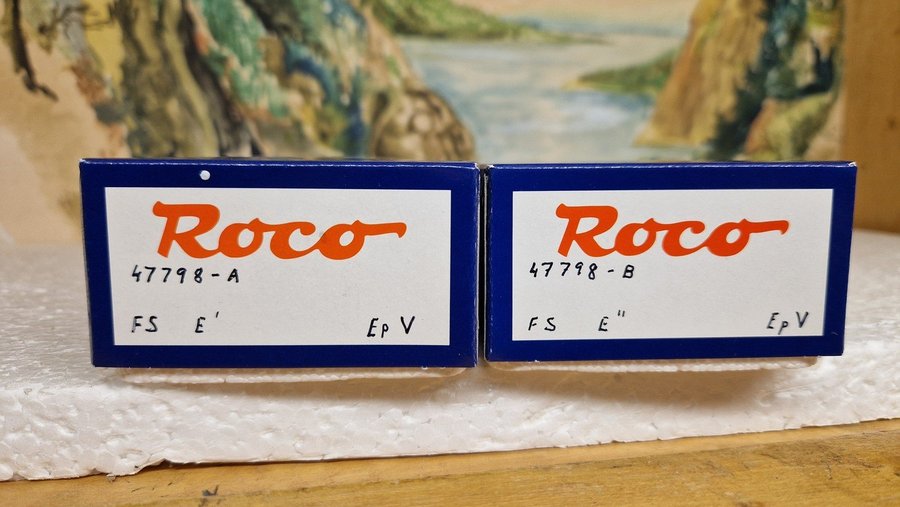 Roco
47798-A
FS E' Ep V
Roco
47798-B
FS E" Ep V